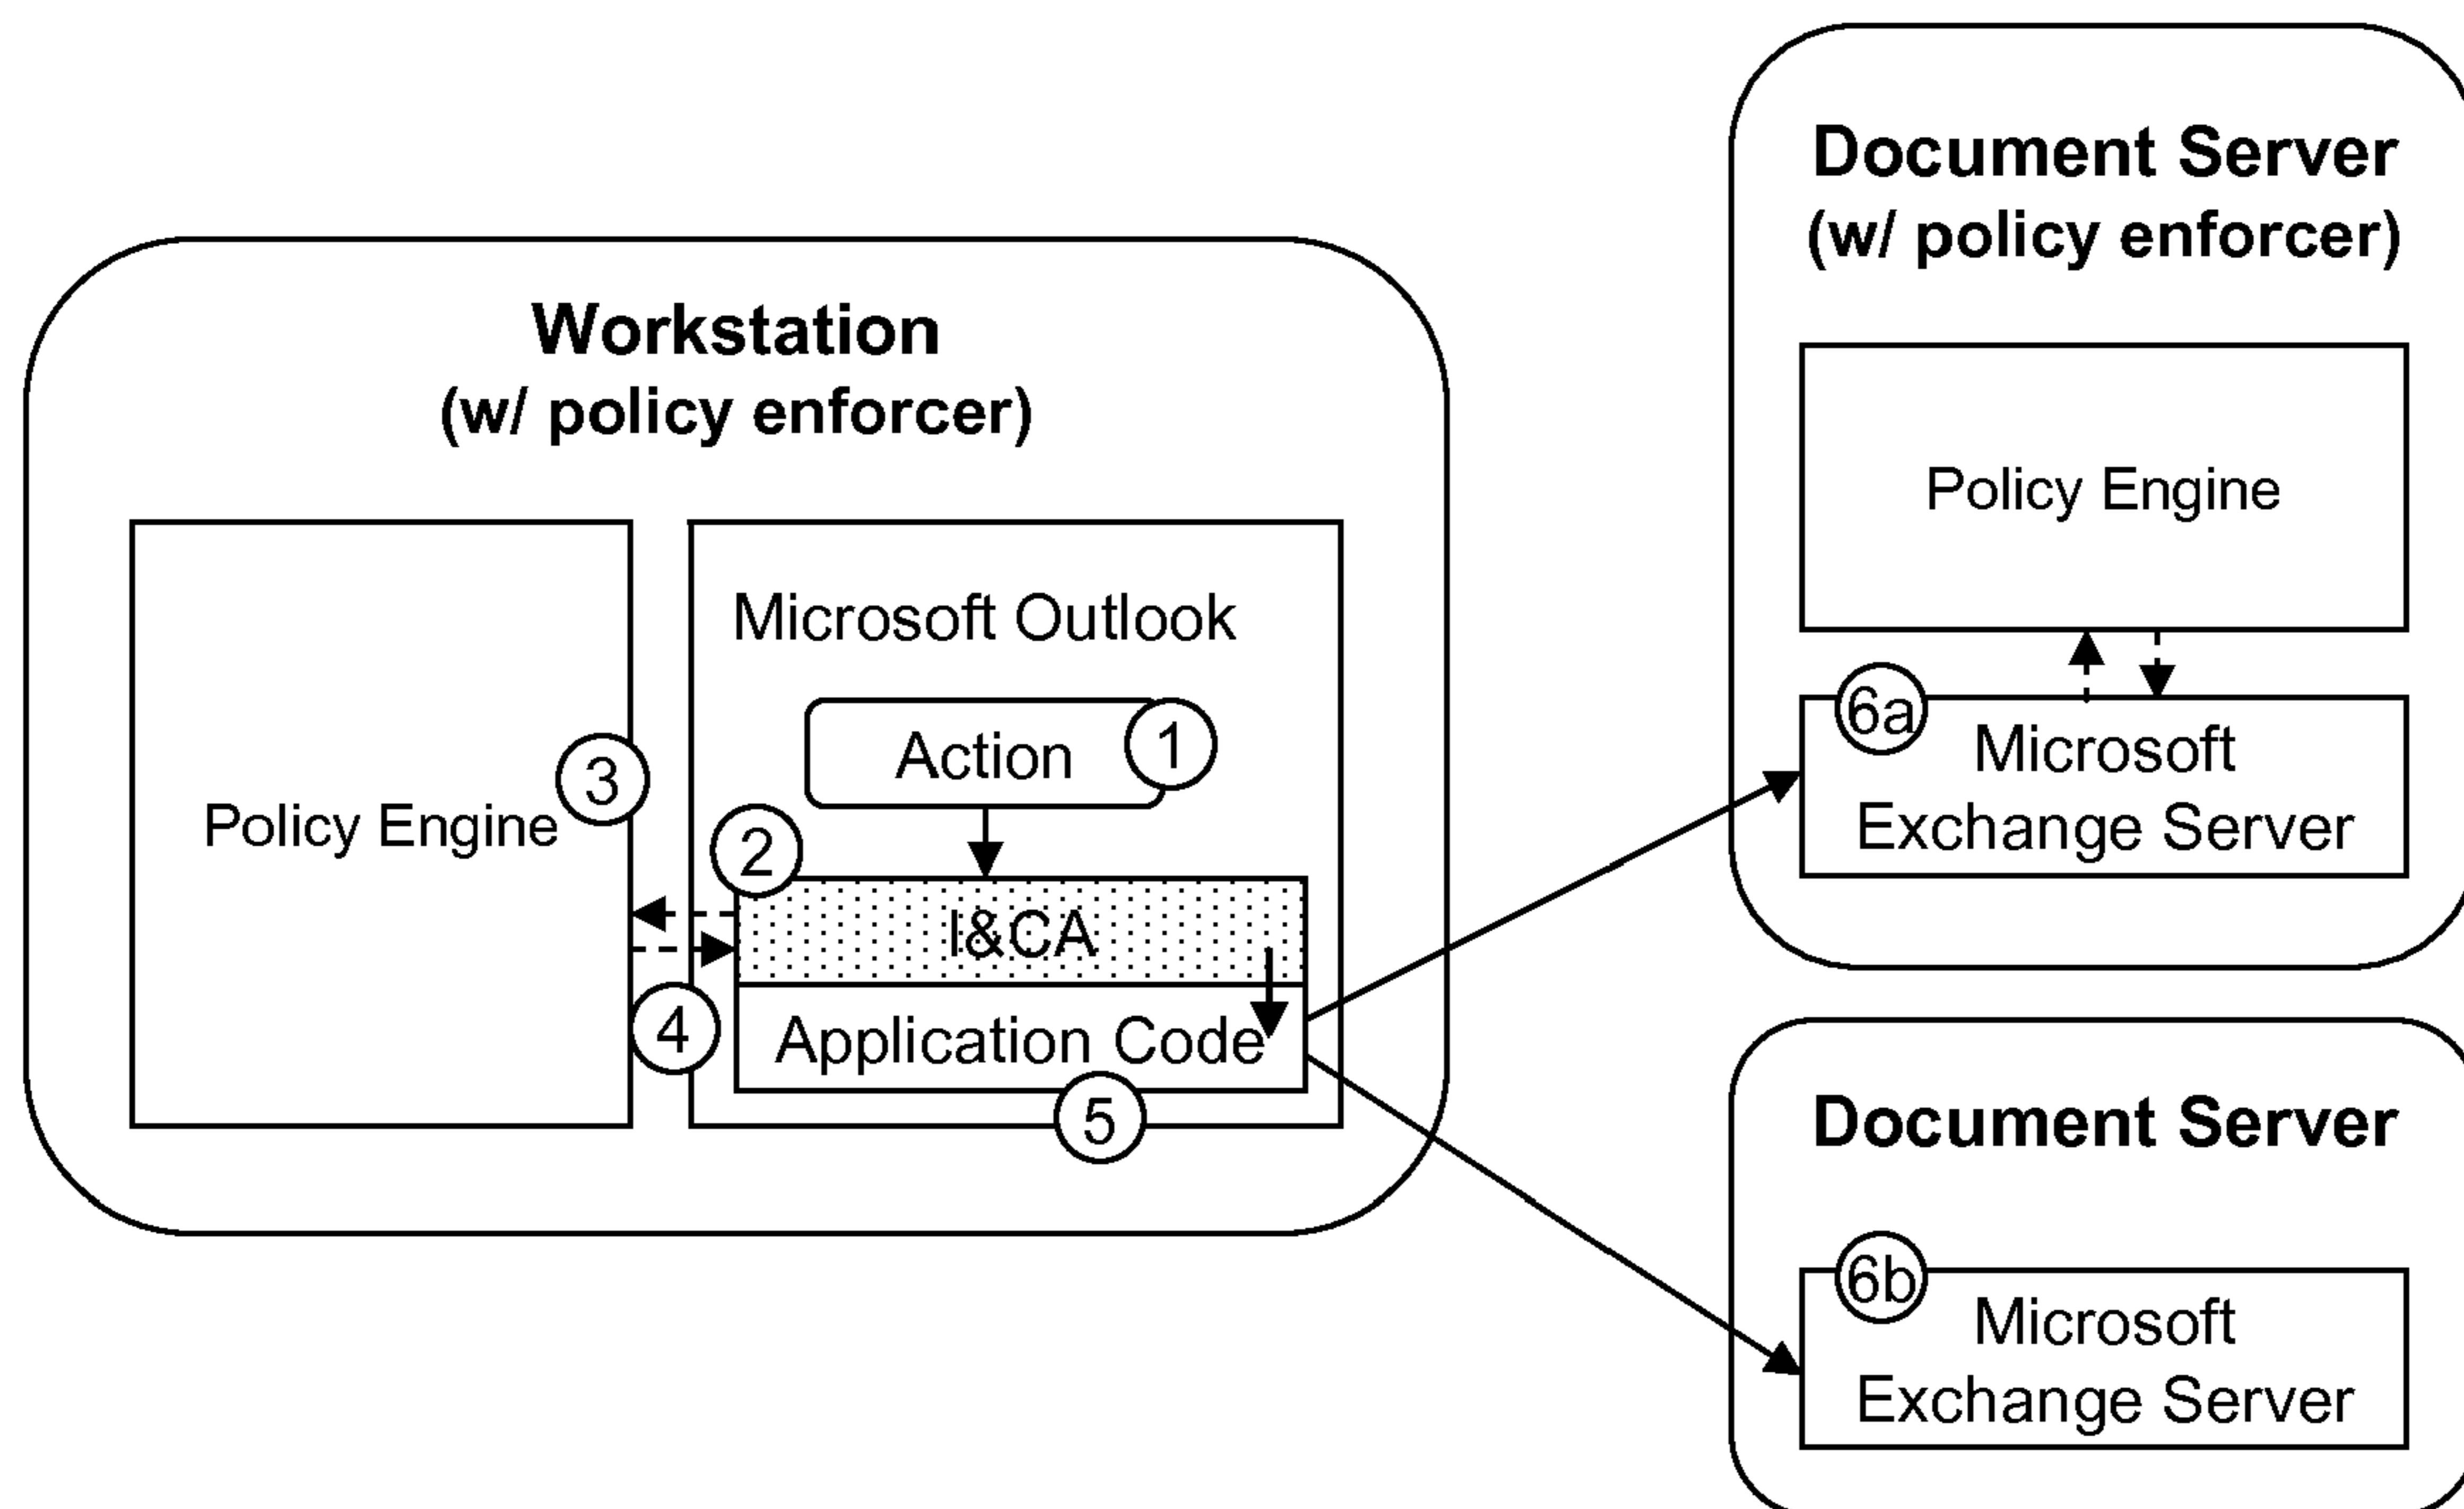 Workstation
(w/ policy enforcer)
Policy Engine
3
Microsoft Outlook
Action
1
2
I&CA
4
Application Code
5
Document Server
(w/ policy enforcer)
Policy Engine
6a
Microsoft
Exchange Server
Document Server
6b
Microsoft
Exchange Server